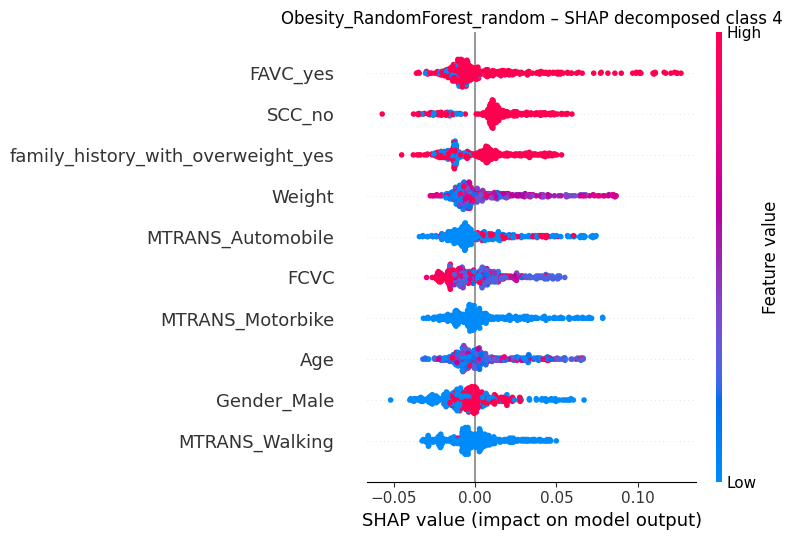 Obesity_RandomForest_random – SHAP decomposed class 4
High
FAVC_yes
SCC_no
family_history_with_overweight_yes
Weight
MTRANS_Automobile
FCVC
MTRANS_Motorbike
Age
Gender_Male
MTRANS_Walking
Feature value
Low
−0.05 0.00 0.05 0.10
SHAP value (impact on model output)